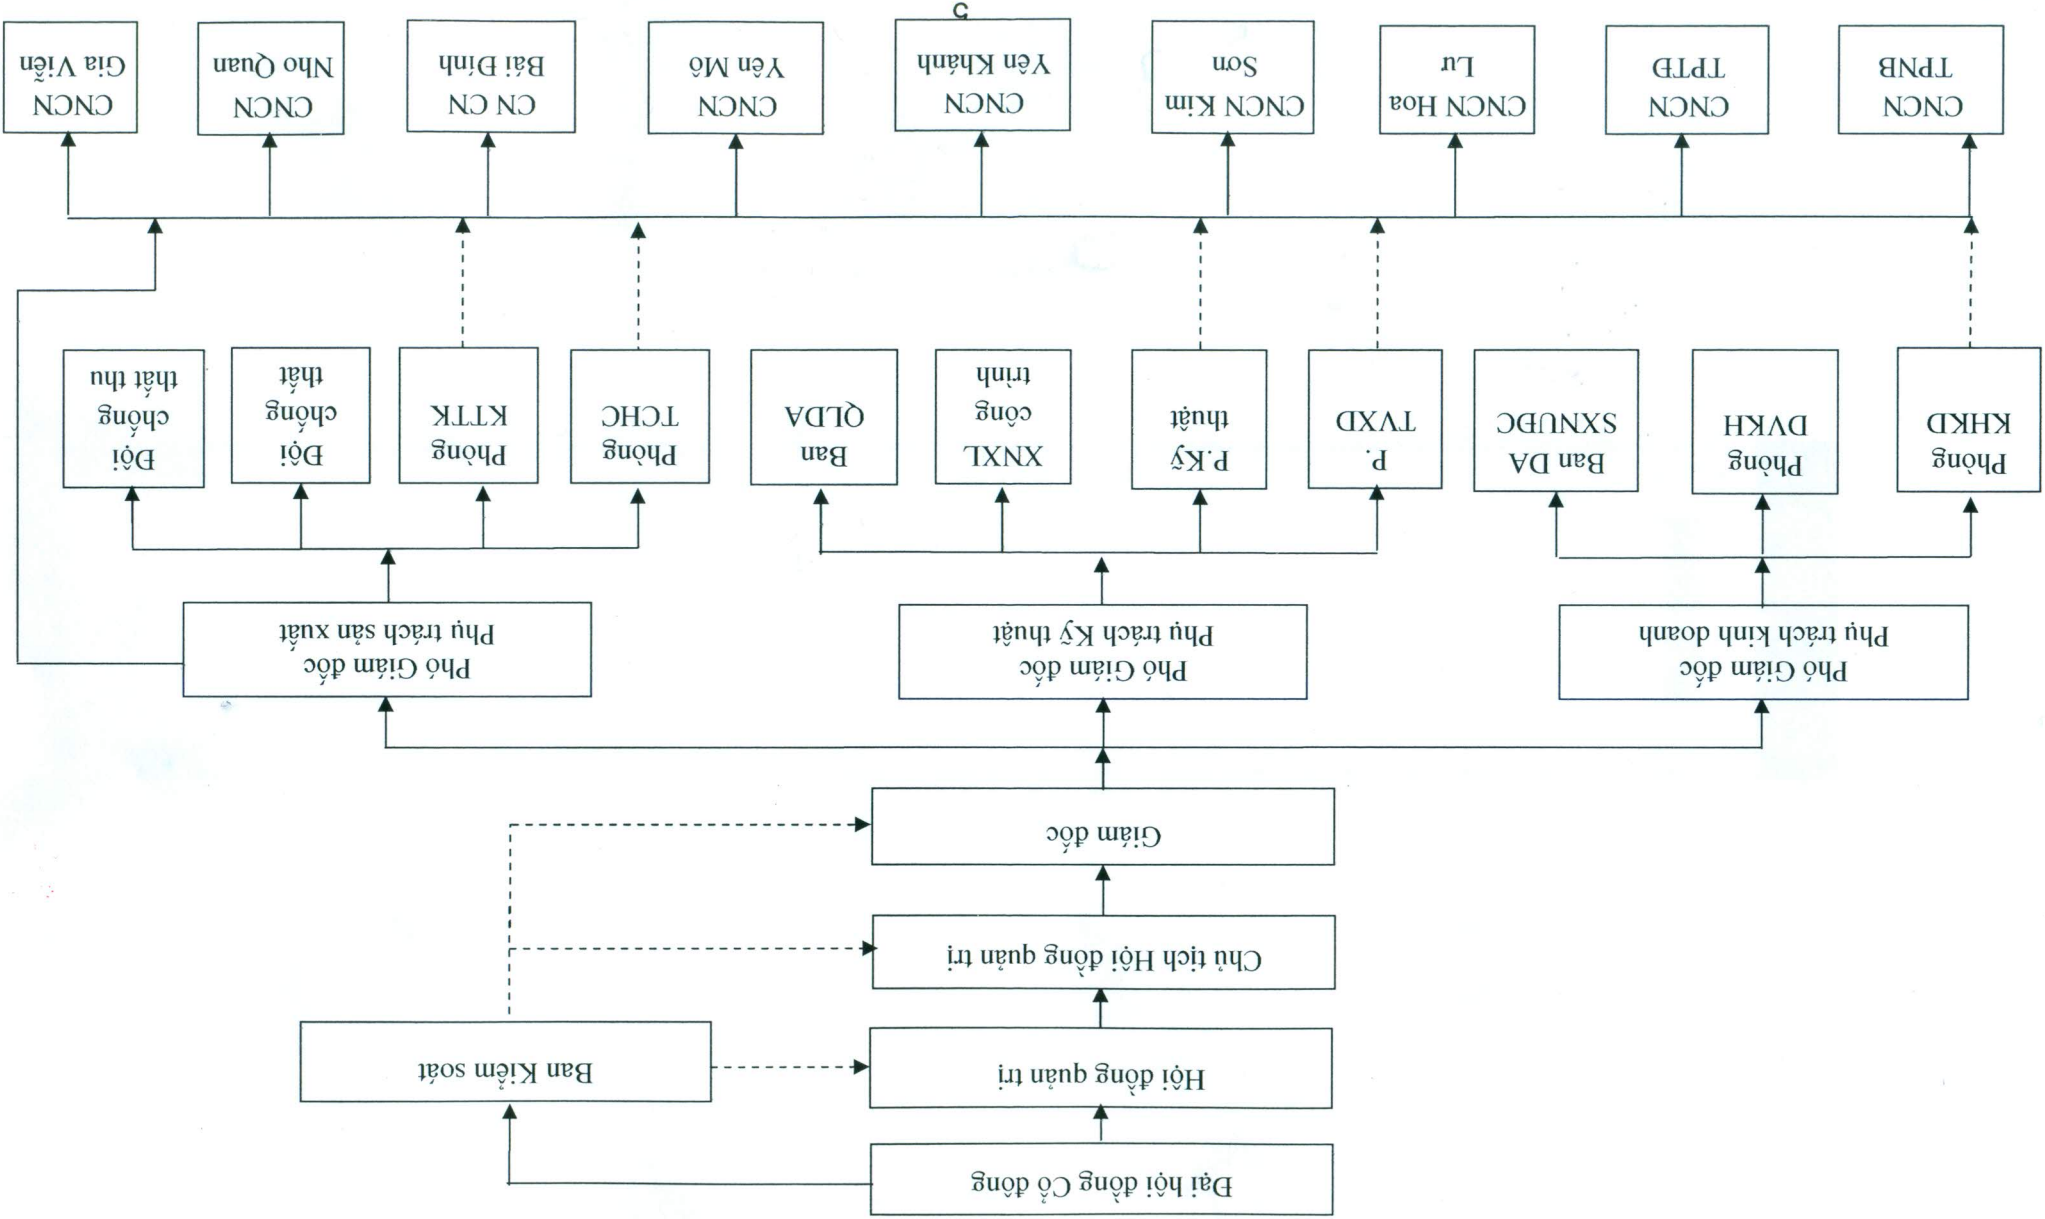 Đại hội đồng Cổ đông
Hội đồng quản trị
Ban Kiểm soát
Chủ tịch Hội đồng quản trị
Giám đốc
Phó Giám đốc
Phụ trách kinh doanh
Phó Giám đốc
Phụ trách Kỹ thuật
Phó Giám đốc
Phụ trách sản xuất
Phòng
KHKD
Phòng
DVKH
Ban DA
SXNUĐC
P.
TVXD
P.Kỹ
thuật
XNXL
công
trình
Ban
QLDA
Phòng
TCHC
Phòng
KTTK
Đội
chống
thất
Đội
chống
thất thu
CNCN
TPNB
CNCN
TPTĐ
CNCN Hoa
Lư
CNCN Kim
Sơn
CNCN
Yên Khánh
CNCN
Yên Mô
CN CN
Bái Đính
CNCN
Nho Quan
CNCN
Gia Viễn
5